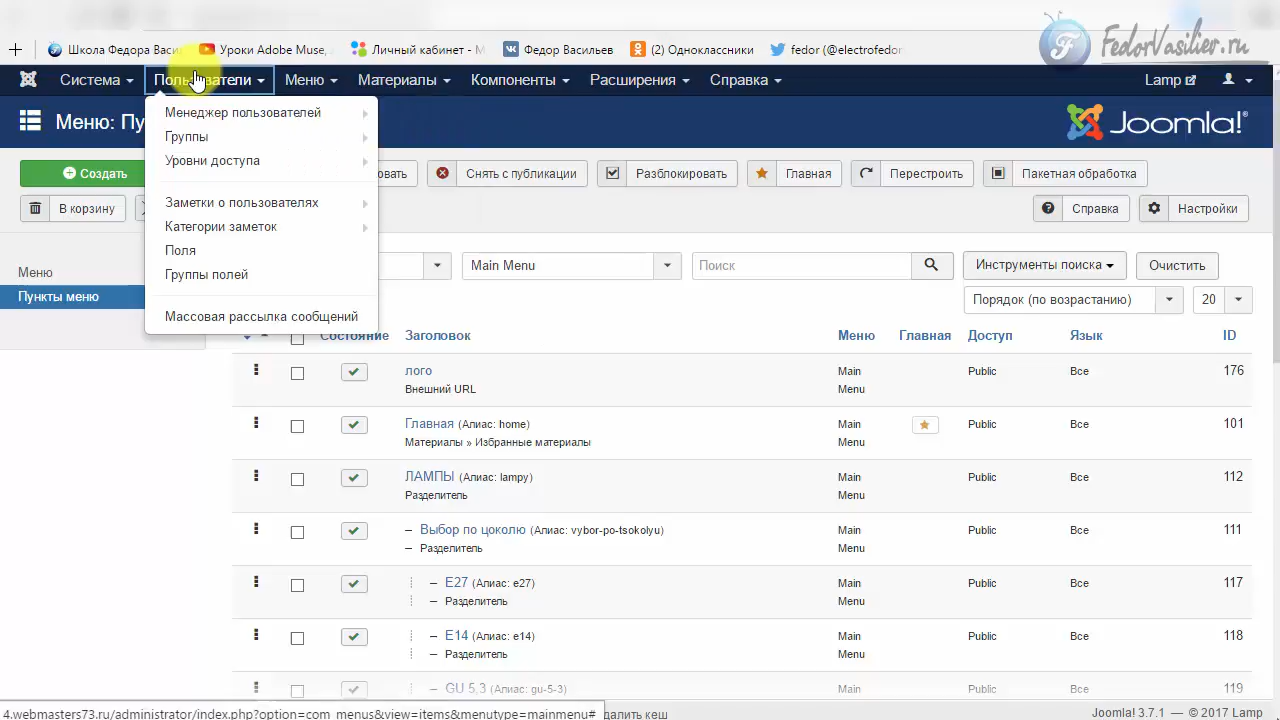 Школа Федора Васи
Уроки Adobe Muse,
Личный кабинет - М
Федор Васильев
(2) Одноклассники
fedor (@electrofedo
FedorVasilier.ru
Система
Пользователи
Меню
Материалы
Компоненты
Расширения
Справка
Lamp
Меню: Пу
Joomla!®
Менеджер пользователей
Группы
Уровни доступа
Заметки о пользователях
Категории заметок
Поля
Группы полей
Массовая рассылка сообщений
Создать
овать
Снять с публикации
Разблокировать
Главная
Перестроить
Пакетная обработка
В корзину
Справка
Настройки
Меню
Пункты меню
Main Menu
Поиск
Инструменты поиска
Очистить
Порядок (по возрастанию)
20
Состояние
Заголовок
Меню
Главная
Доступ
Язык
ID
лого
Внешний URL
Main
Menu
Public
Все
176
Главная (Алиас: home)
Материалы » Избранные материалы
Main
Menu
Public
Все
101
ЛАМПЫ (Алиас: lampy)
Разделитель
Main
Menu
Public
Все
112
– Выбор по цоколю (Алиас: vybor-po-tsokolyu)
– Разделитель
Main
Menu
Public
Все
111
– E27 (Алиас: e27)
– Разделитель
Main
Menu
Public
Все
117
– E14 (Алиас: e14)
– Разделитель
Main
Menu
Public
Все
118
– GU 5,3 (Алиас: gu-5-3)
Main
Public
Все
119
4.webmasters73.ru/administrator/index.php?option=com_menus&view=items&menutype=mainmenu#
далить кеш
Joomla! 3.7.1 — © 2017 Lamp